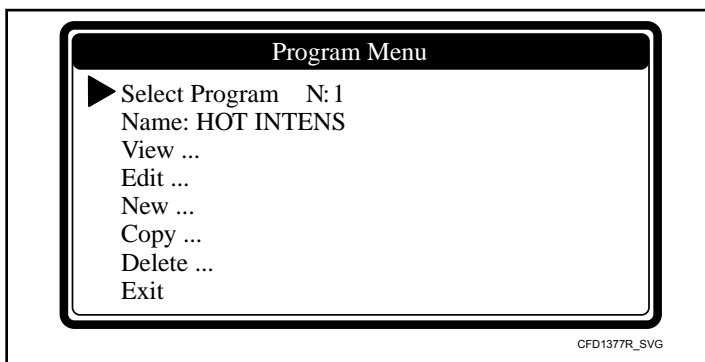 Program Menu
Select Program N: 1
Name: HOT INTENS
View ...
Edit ...
New ...
Copy ...
Delete ...
Exit
CFD1377R_SVG